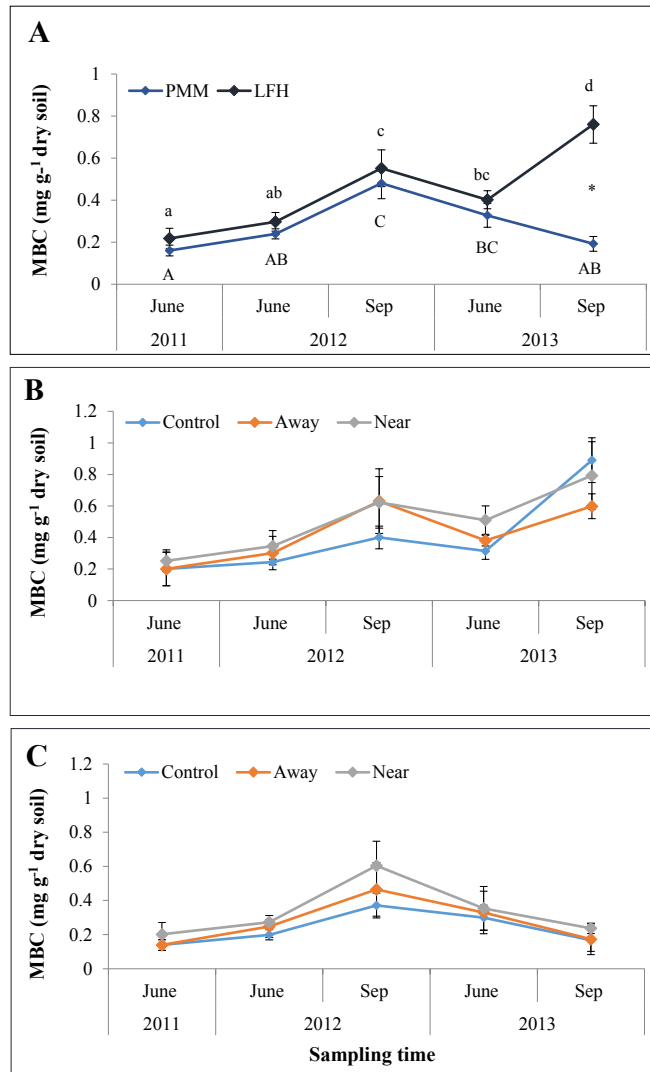 A
PMM LFH
MBC (mg g-1 dry soil)
1
0.8
0.6
0.4
0.2
0
a
ab
c
bc
d
*
A
AB
C
BC
AB
June June Sep June Sep
2011 2012 2013
B
Control Away Near
MBC (mg g-1 dry soil)
1.2
1
0.8
0.6
0.4
0.2
0
June June Sep June Sep
2011 2012 2013
C
Control Away Near
MBC (mg g-1 dry soil)
1.2
1
0.8
0.6
0.4
0.2
0
June June Sep June Sep
2011 2012 2013
Sampling time